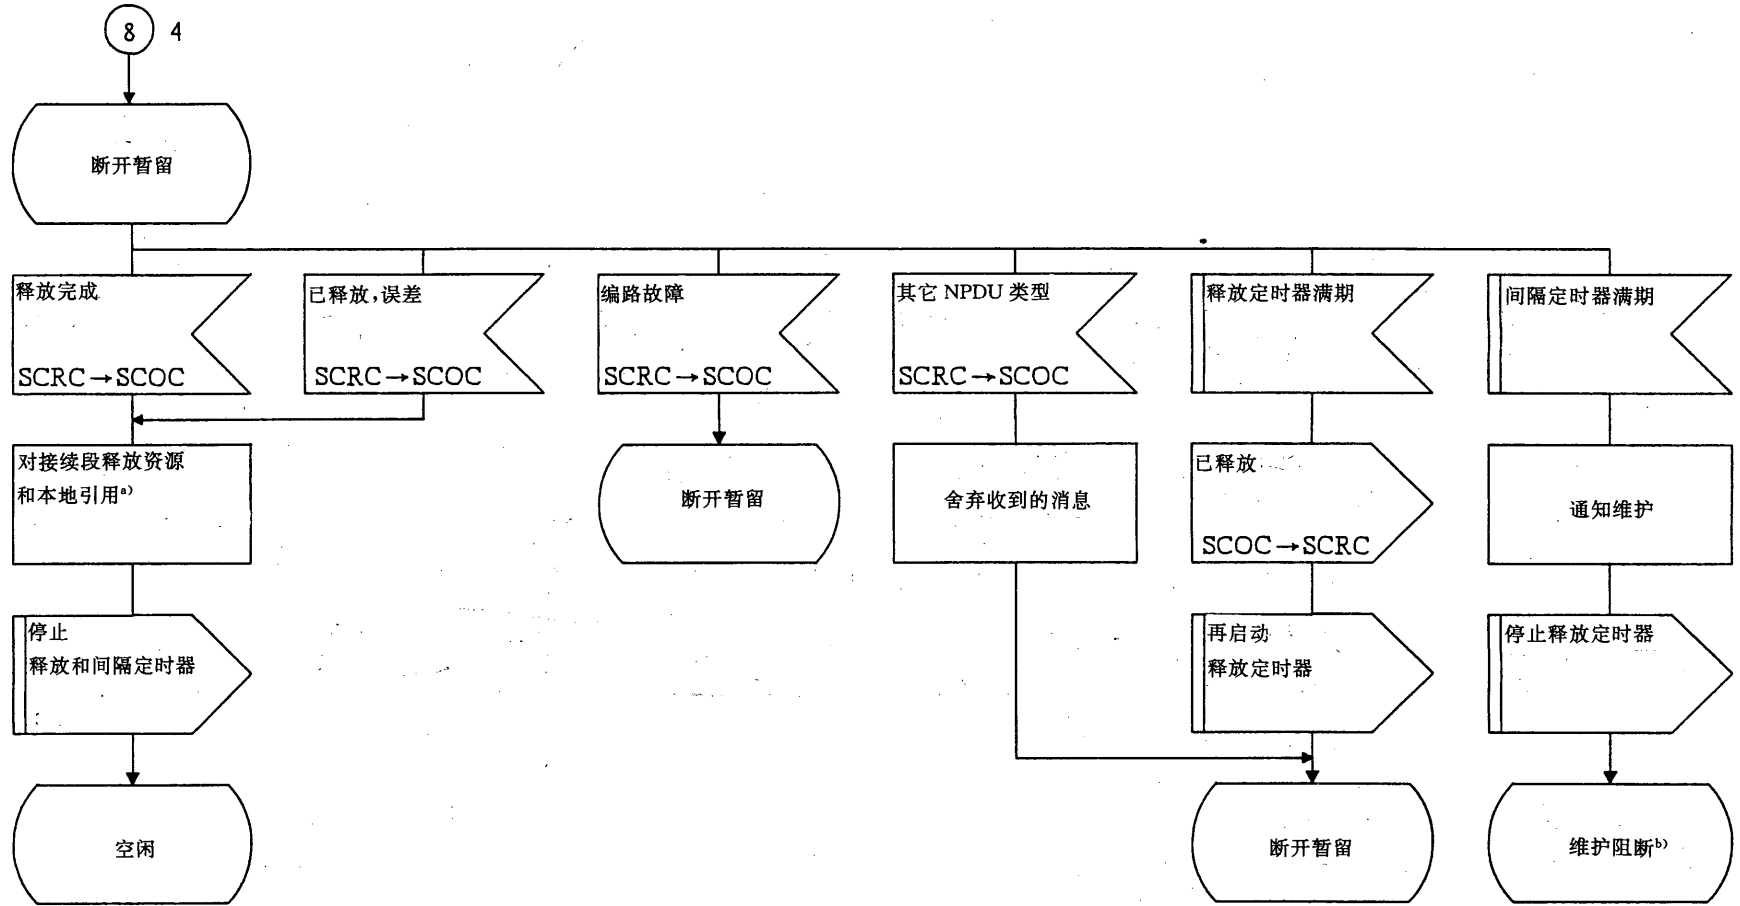 8 4
断开暂留
释放完成
SCRC→SCOC
已释放,误差
SCRC→SCOC
编路故障
SCRC→SCOC
其它 NPDU 类型
SCRC→SCOC
释放定时器满期
间隔定时器满期
对接续段释放资源
和本地引用a)
断开暂留
舍弃收到的消息
已释放
SCOC→SCRC
通知维护
停止
释放和间隔定时器
再启动
释放定时器
停止释放定时器
空闲
断开暂留
维护阻断b)